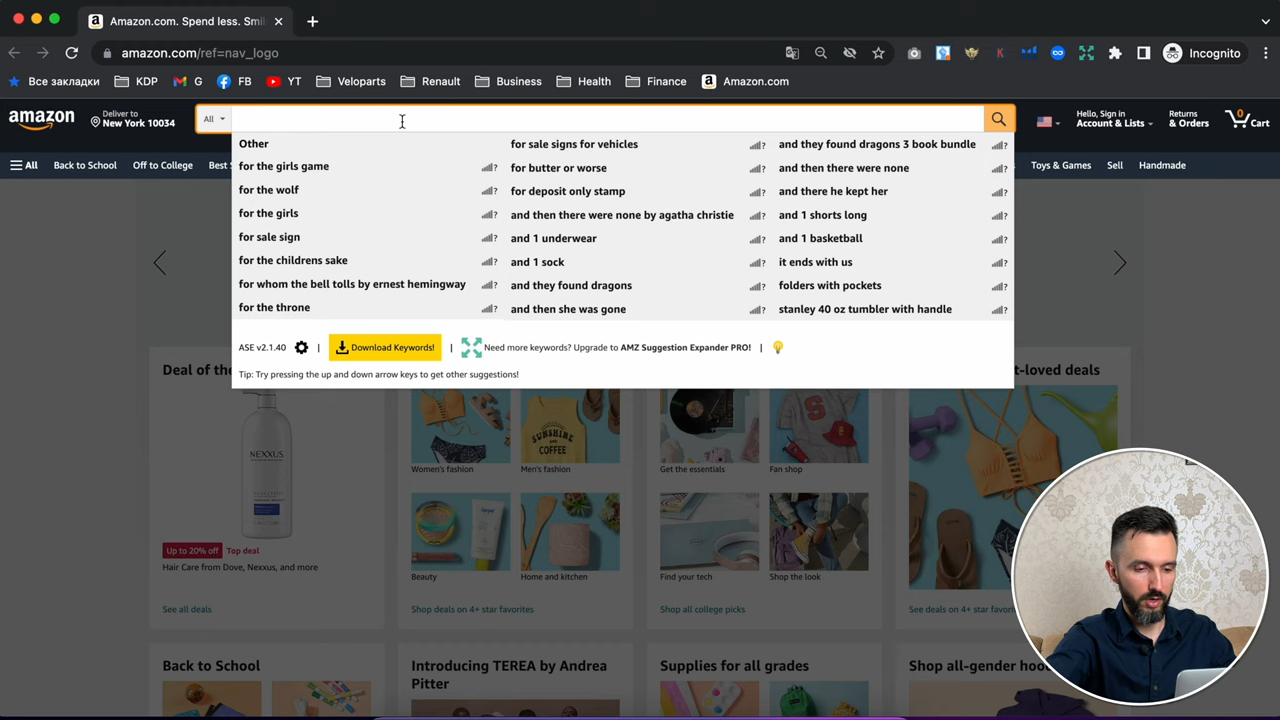 Amazon.com. Spend less. Smi
amazon.com/ref=nav_logo
Incognito
Все закладки
KDP
G
FB
YT
Veloparts
Renault
Business
Health
Finance
Amazon.com
amazon
Deliver to
New York 10034
All
Hello, Sign in
Account & Lists
Returns
& Orders
0
Cart
All
Back to School
Off to College
Best
Toys & Games
Sell
Handmade
Other
for the girls game
for the wolf
for the girls
for sale sign
for the childrens sake
for whom the bell tolls by ernest hemingway
for the throne
for sale signs for vehicles
for butter or worse
for deposit only stamp
and then there were none by agatha christie
and 1 underwear
and 1 sock
and they found dragons
and then she was gone
and they found dragons 3 book bundle
and then there were none
and there he kept her
and 1 shorts long
and 1 basketball
it ends with us
folders with pockets
stanley 40 oz tumbler with handle
ASE v2.1.40
|
Download Keywords!
|
Need more keywords? Upgrade to AMZ Suggestion Expander PRO!
|
Tip: Try pressing the up and down arrow keys to get other suggestions!
Deal of the
t-loved deals
NEXXUS
SUNSHINE
and
COFFEE
Women's fashion
Men's fashion
Get the essentials
Fan shop
Up to 20% off
Top deal
Hair Care from Dove, Nexxus, and more
Beauty
Home and kitchen
Find your tech
Shop the look
See all deals
Shop deals on 4+ star favorites
Shop all college picks
See deals on 4+ star favo
Back to School
Introducing TEREA by Andrea
Pitter
Supplies for all grades
Shop all-gender hoo